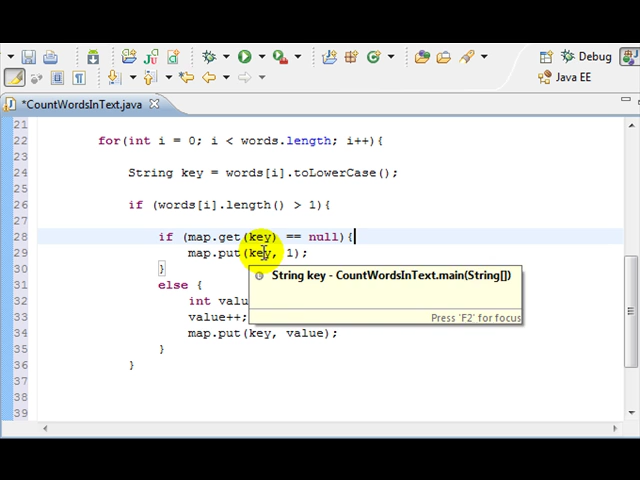 Debug
Java EE
*CountWordsInText.java
21
22 for(int i = 0; i < words.length; i++){
23
24 String key = words[i].toLowerCase();
25
26 if (words[i].length() > 1){
27
28 if (map.get(key) == null){
29 map.put(key, 1);
30 }
String key - CountWordsInText.main(String[])
31 else {
32 int valu
Press 'F2' for focus
33 value++;
34 map.put(key, value);
35 }
36 }
37
38
39